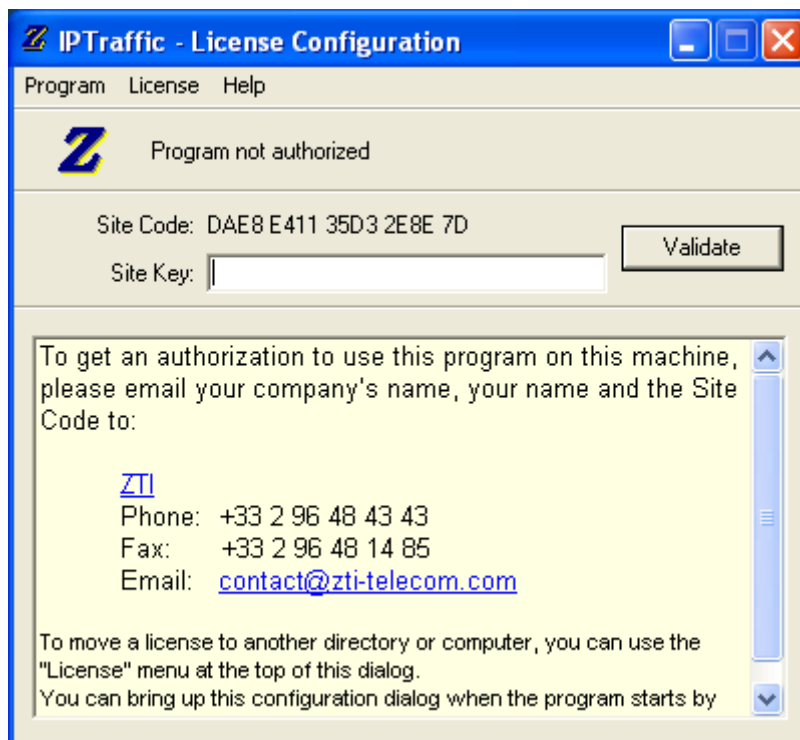 IPTraffic - License Configuration
Program License Help
Program not authorized
Site Code: DAE8 E411 35D3 2E8E 7D
Validate
Site Key:
To get an authorization to use this program on this machine,
please email your company's name, your name and the Site
Code to:
ZTI
Phone: +33 2 96 48 43 43
Fax: +33 2 96 48 14 85
Email: contact@zti-telecom.com
To move a license to another directory or computer, you can use the
"License" menu at the top of this dialog.
You can bring up this configuration dialog when the program starts by